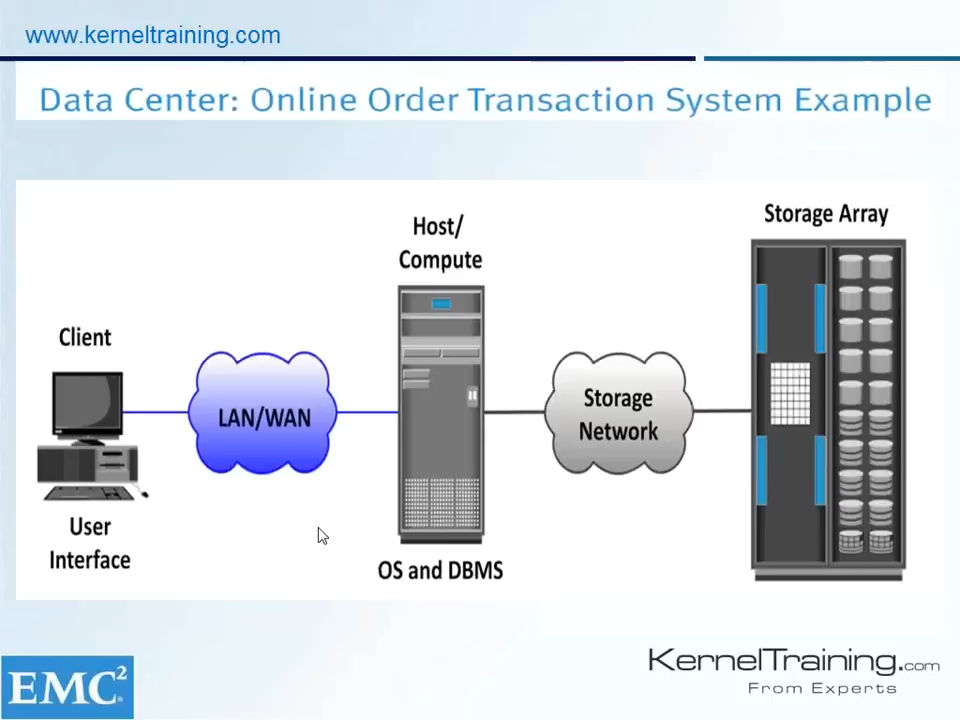 www.kerneltraining.com
Data Center: Online Order Transaction System Example
Storage Array
Host/
Compute
Client
LAN/WAN
Storage
Network
User
Interface
OS and DBMS
EMC²
KernelTraining.com
From Experts